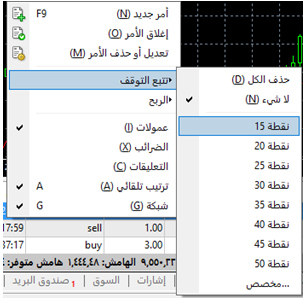 أمر جديد (N) F9
إغلاق الأمر (O)
تعديل أو حذف الأمر (M)
تتبع التوقف
الربح
عمولات (I)
الضرائب (X)
التعليقات (C)
ترتيب تلقائي (A) A
شبكة (G) G
حذف الكل (D)
لا شيء (N)
15 نقطة
20 نقطة
25 نقطة
30 نقطة
35 نقطة
40 نقطة
45 نقطة
50 نقطة
مخصص...
17:59 sell 1.00
37:17 buy 3.00
٩,٥٥٠,٢٣ الهامش: ١,٤٤٤,٤٨ هامش متوفر:
إشارات | السوق | صندوق البريد 1